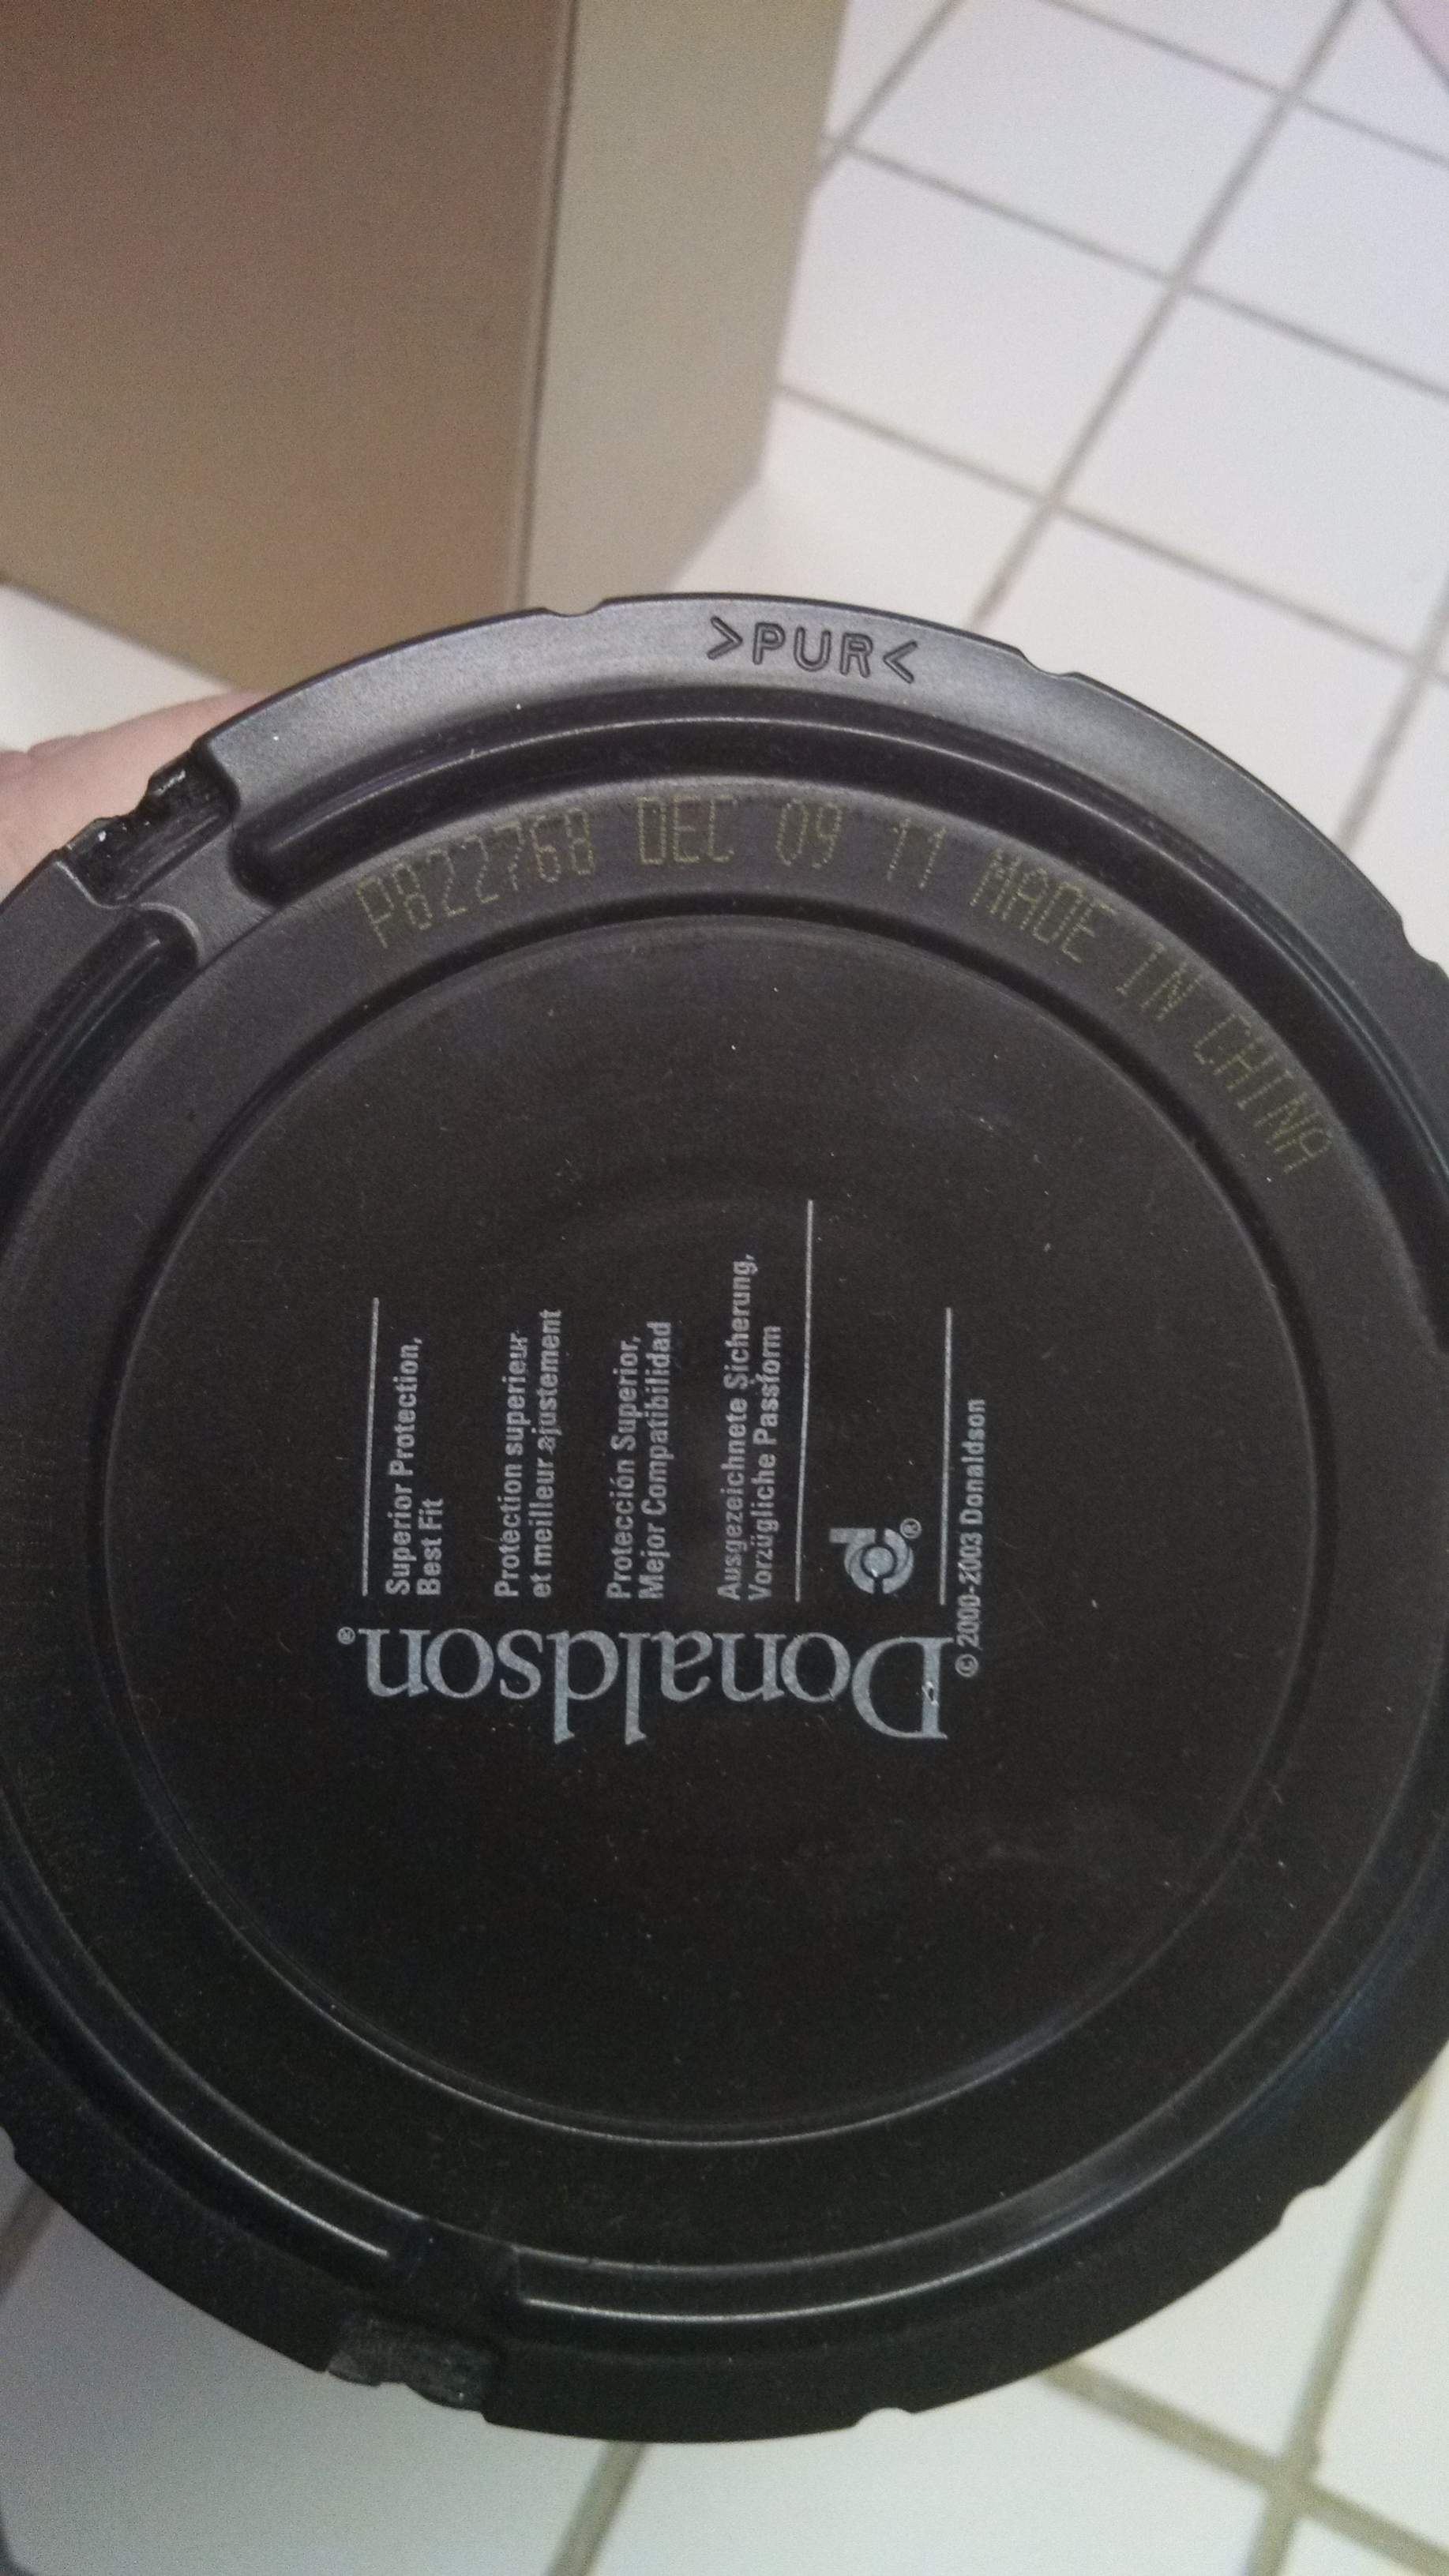 >PUR<
P822768 DEC 09 11 MADE IN CHINA
Donaldson®
Superior Protection,
Best Fit
Protection superieur
et meilleur ajustement
Protección Superior,
Mejor Compatibilidad
Ausgezeichnete Sicherung,
Vorzügliche Passform
®
© 2000-2003 Donaldson